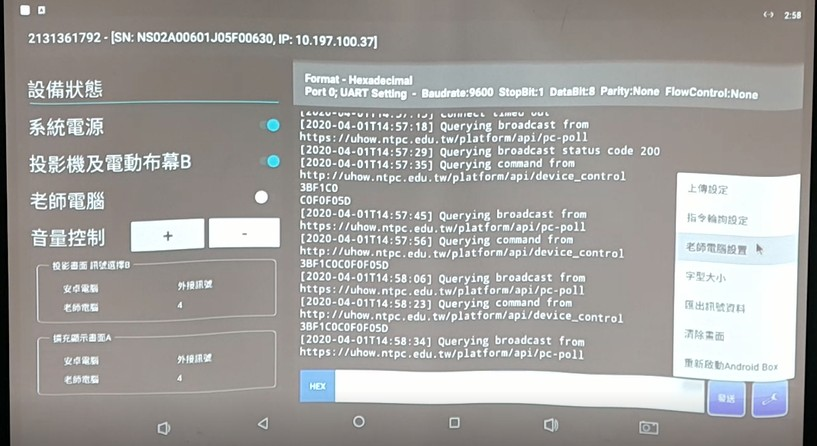 2:58
2131361792 - [SN: NS02A00601J05F00630, IP: 10.197.100.37]
設備狀態
系統電源
投影機及電動布幕B
老師電腦
音量控制
+
-
投影畫面 訊號選擇B
安卓電腦 外接訊號
老師電腦 4
擴充顯示畫面A
安卓電腦 外接訊號
老師電腦 4
Format - Hexadecimal
Port 0; UART Setting - Baudrate:9600 StopBit:1 DataBit:8 Parity:None FlowControl:None
[2020-04-01T14:57:18] Querying broadcast from
https://uhow.ntpc.edu.tw/platform/api/pc-poll
[2020-04-01T14:57:29] Querying broadcast status code 200
[2020-04-01T14:57:35] Querying command from
http://uhow.ntpc.edu.tw/platform/api/device_control
3BF1C0
C0F0F05D
[2020-04-01T14:57:45] Querying broadcast from
https://uhow.ntpc.edu.tw/platform/api/pc-poll
[2020-04-01T14:57:56] Querying command from
http://uhow.ntpc.edu.tw/platform/api/device_control
3BF1C0C0F0F05D
[2020-04-01T14:58:06] Querying broadcast from
https://uhow.ntpc.edu.tw/platform/api/pc-poll
[2020-04-01T14:58:23] Querying command from
http://uhow.ntpc.edu.tw/platform/api/device_control
3BF1C0C0F0F05D
[2020-04-01T14:58:34] Querying broadcast from
https://uhow.ntpc.edu.tw/platform/api/pc-poll
HEX
上傳設定
指令輪詢設定
老師電腦設置
字型大小
匯出訊號資料
清除畫面
重新啟動Android Box
發送